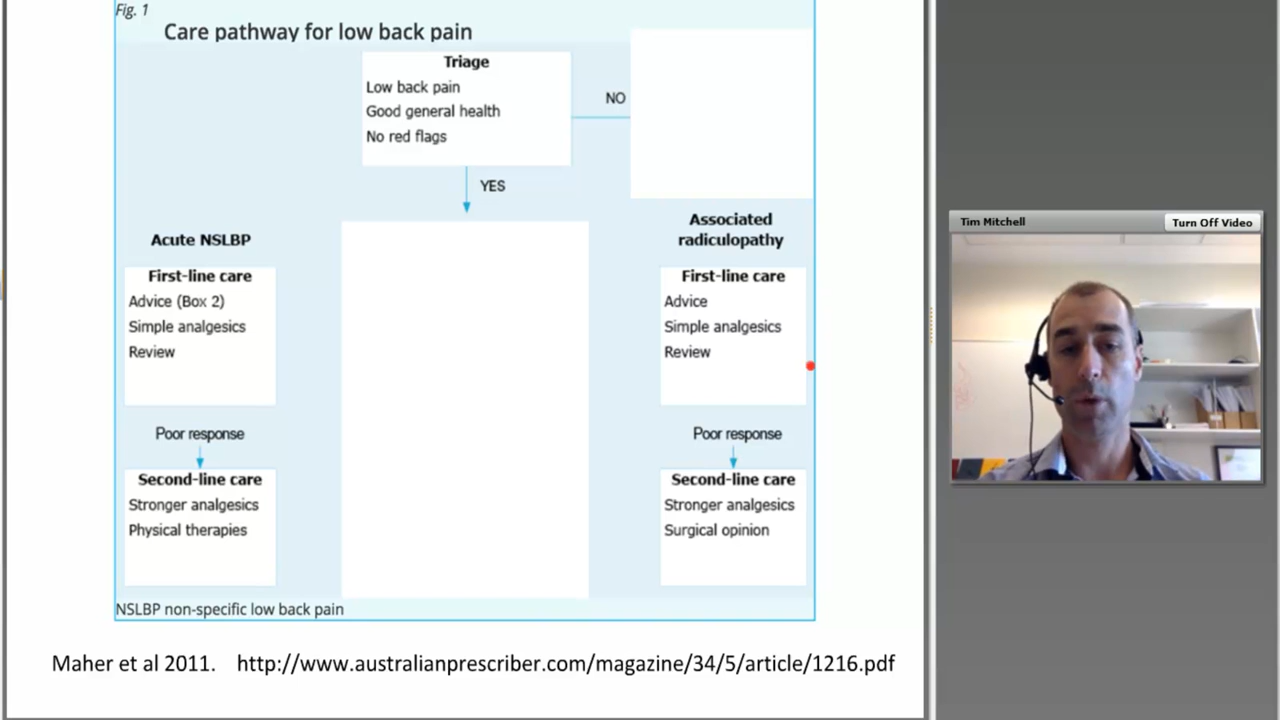 Fig. 1
Care pathway for low back pain
Triage
Low back pain
Good general health
No red flags
NO
YES
Acute NSLBP
First-line care
Advice (Box 2)
Simple analgesics
Review
Poor response
Second-line care
Stronger analgesics
Physical therapies
Associated
radiculopathy
First-line care
Advice
Simple analgesics
Review
Poor response
Second-line care
Stronger analgesics
Surgical opinion
NSLBP non-specific low back pain
Maher et al 2011. http://www.australianprescriber.com/magazine/34/5/article/1216.pdf
Tim Mitchell
Turn Off Video